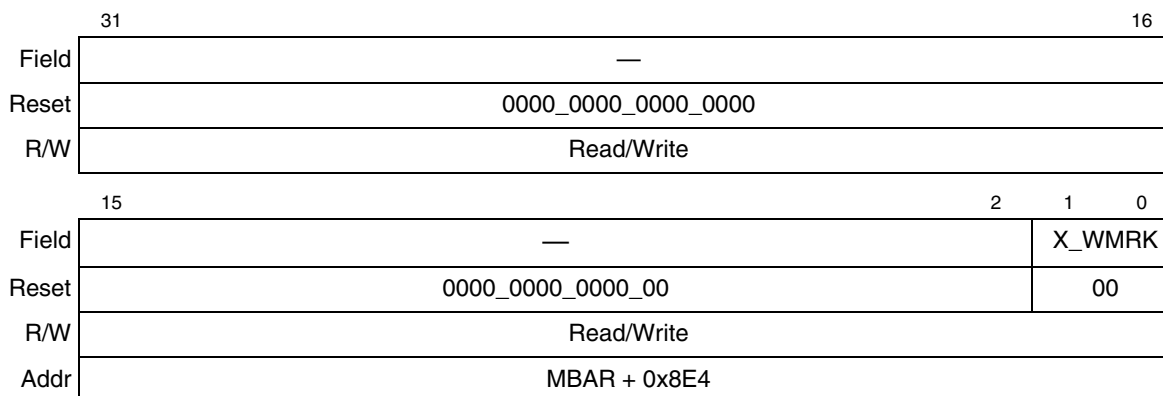 31 16
Field —
Reset 0000_0000_0000_0000
R/W Read/Write
15 2 1 0
Field — X_WMRK
Reset 0000_0000_0000_00 00
R/W Read/Write
Addr MBAR + 0x8E4